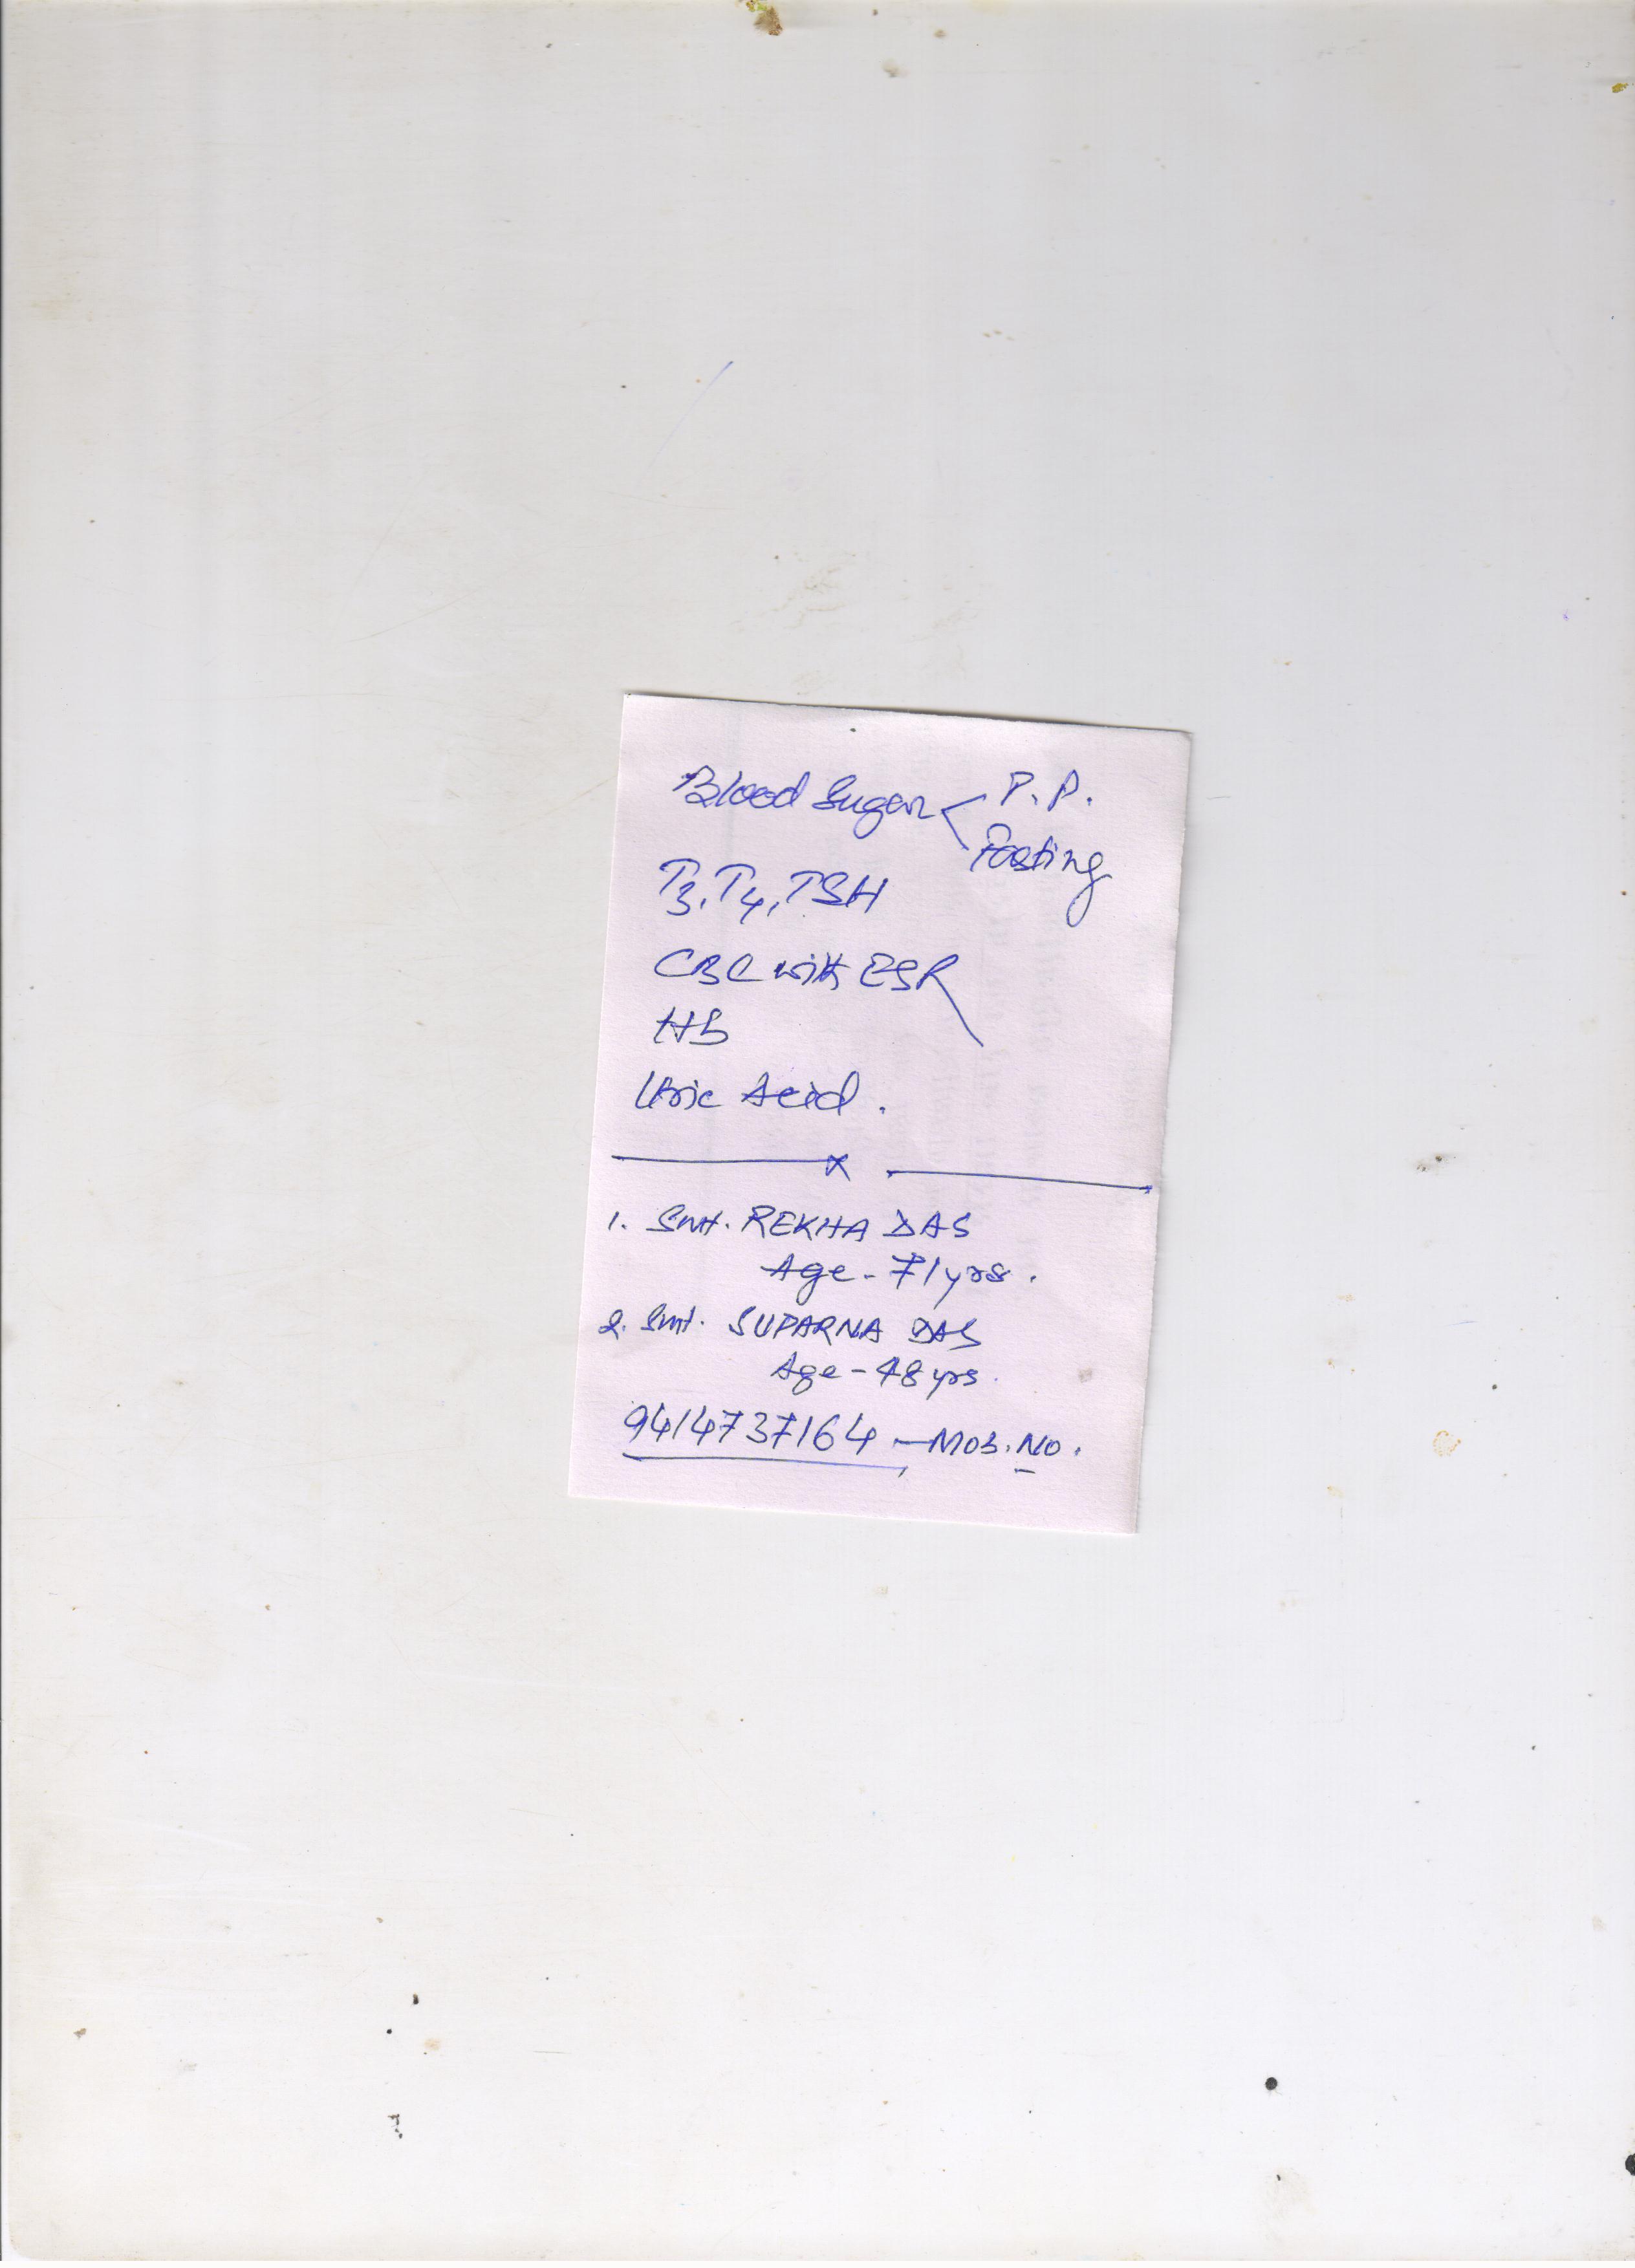 Blood Sugar < P.P.
Fasting
T3, T4, TSH
CBC with ESR
Hb
Uric Acid.
x
1. Smt. REKHA DAS
Age - 71 yrs.
2. Smt. SUPARNA DAS
Age - 48 yrs.
9414737164 - Mob. No.